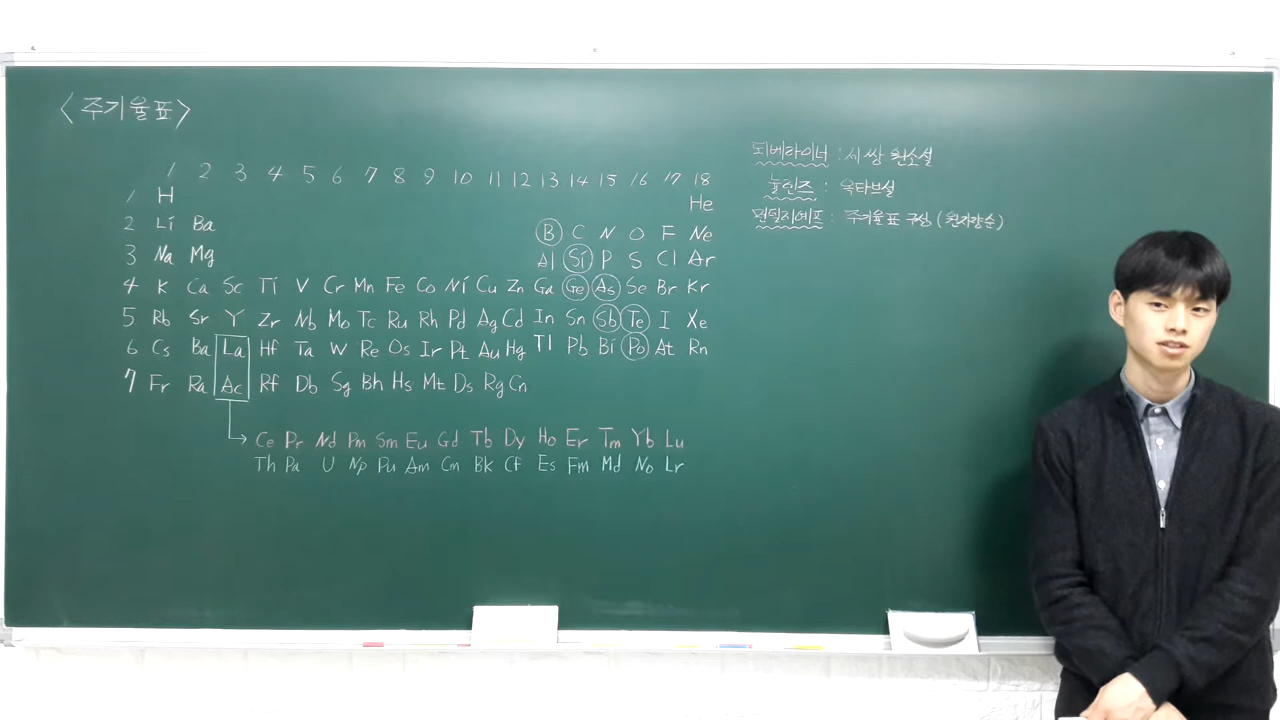 <주기율표>
1 2 3 4 5 6 7 8 9 10 11 12 13 14 15 16 17 18
1 H He
2 Li Ba B C N O F Ne
3 Na Mg Al Si P S Cl Ar
4 K Ca Sc Ti V Cr Mn Fe Co Ni Cu Zn Ga Ge As Se Br Kr
5 Rb Sr Y Zr Nb Mo Tc Ru Rh Pd Ag Cd In Sn Sb Te I Xe
6 Cs Ba La Hf Ta W Re Os Ir Pt Au Hg Tl Pb Bi Po At Rn
7 Fr Ra Ac Rf Db Sg Bh Hs Mt Ds Rg Cn
Ce Pr Nd Pm Sm Eu Gd Tb Dy Ho Er Tm Yb Lu
Th Pa U Np Pu Am Cm Bk Cf Es Fm Md No Lr
되베라이너 : 세 쌍 원소설
뉼린즈 : 옥타브설
멘딜지예프 : 주기율표 구성 (원자량순)